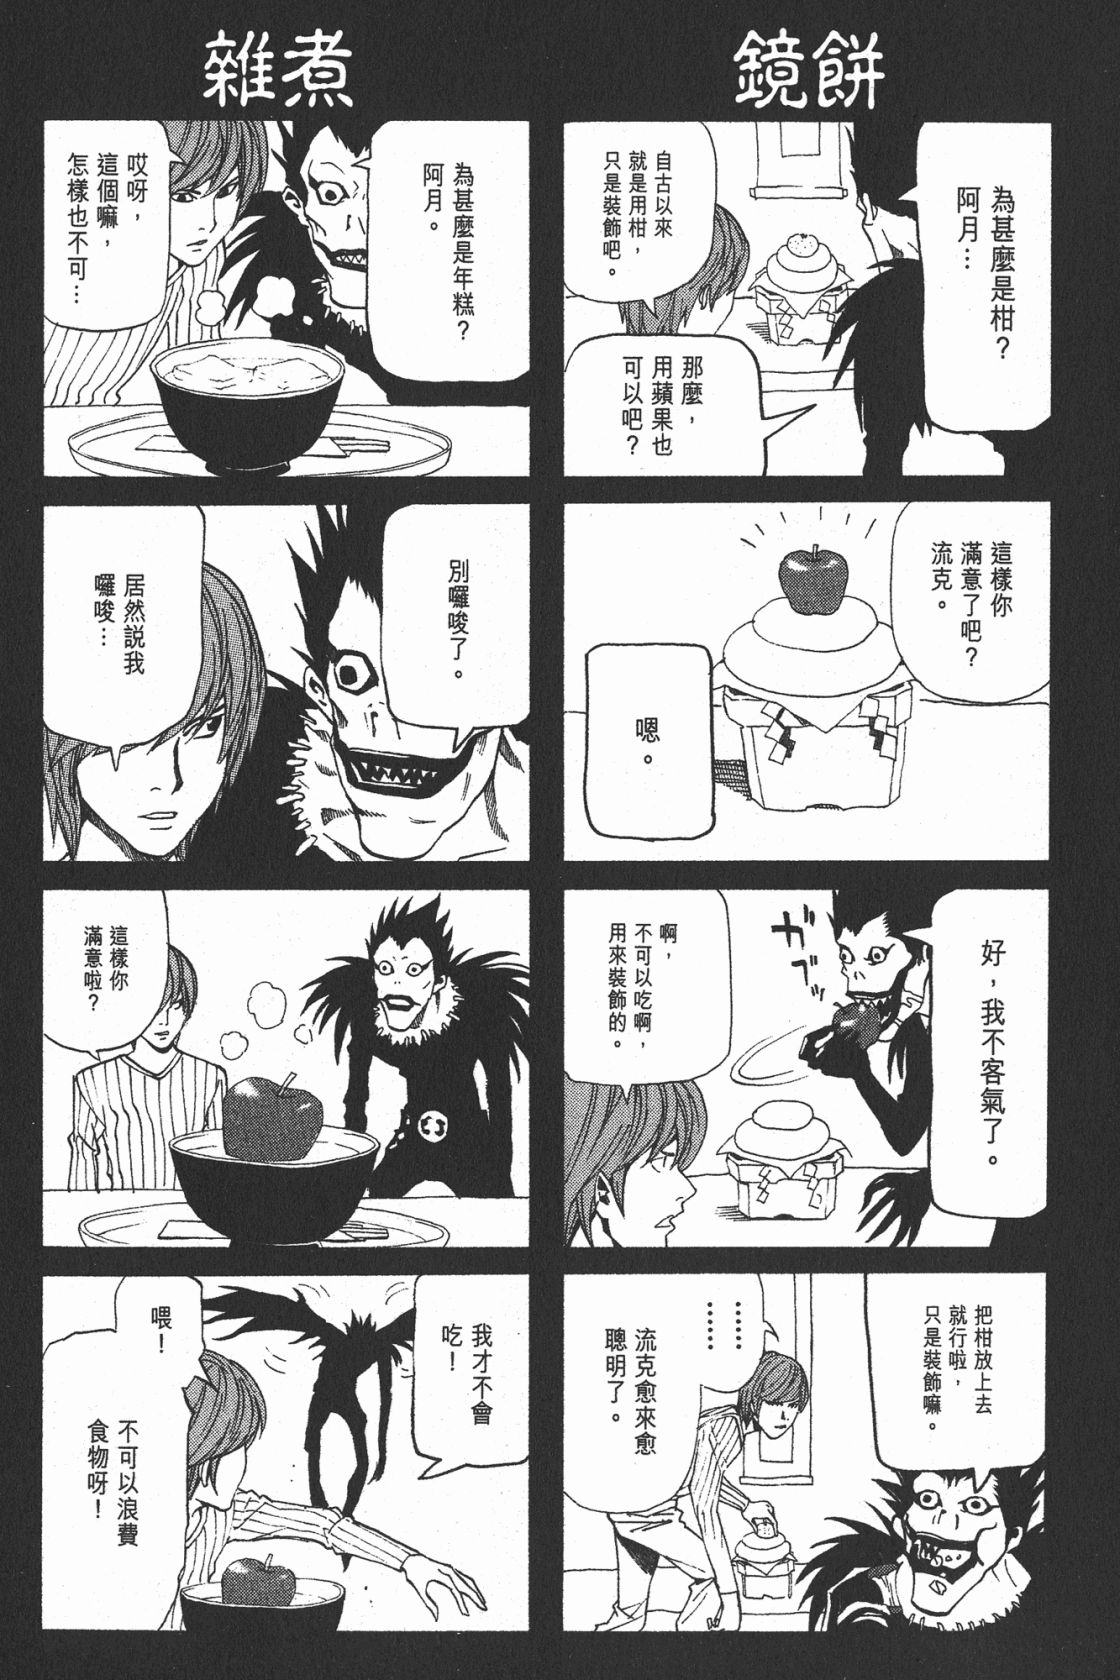 鏡餅
為甚麼是柑?
阿月…
自古以來
就是用柑，
只是裝飾吧。
那麼，
用蘋果也
可以吧?
這樣你
滿意了吧?
流克。
嗯。
好，我不客氣了。
ガブッ
啊，
不可以吃啊，
用來裝飾的。
把柑放上去
就行啦，
只是裝飾嘛。
……
……
流克愈來愈
聰明了。
雜煮
為甚麼是年糕?
阿月。
哎呀，
這個嘛，
怎樣也不可…
別囉唆了。
居然説我
囉唆…
這樣你
滿意啦?
我才不會
吃!
喂!
不可以浪費
食物呀!